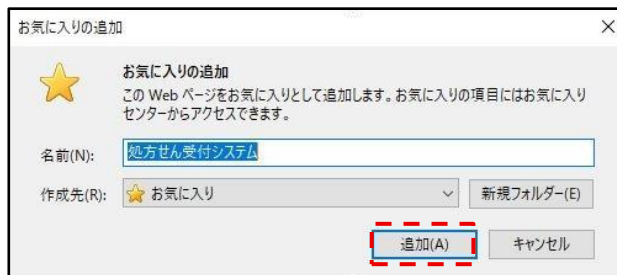 お気に入りの追加
お気に入りの追加
この Web ページをお気に入りとして追加します。お気に入りの項目にはお気に入り
センターからアクセスできます。
名前(N): 処方せん受付システム
作成先(R): お気に入り 新規フォルダー(E)
追加(A) キャンセル